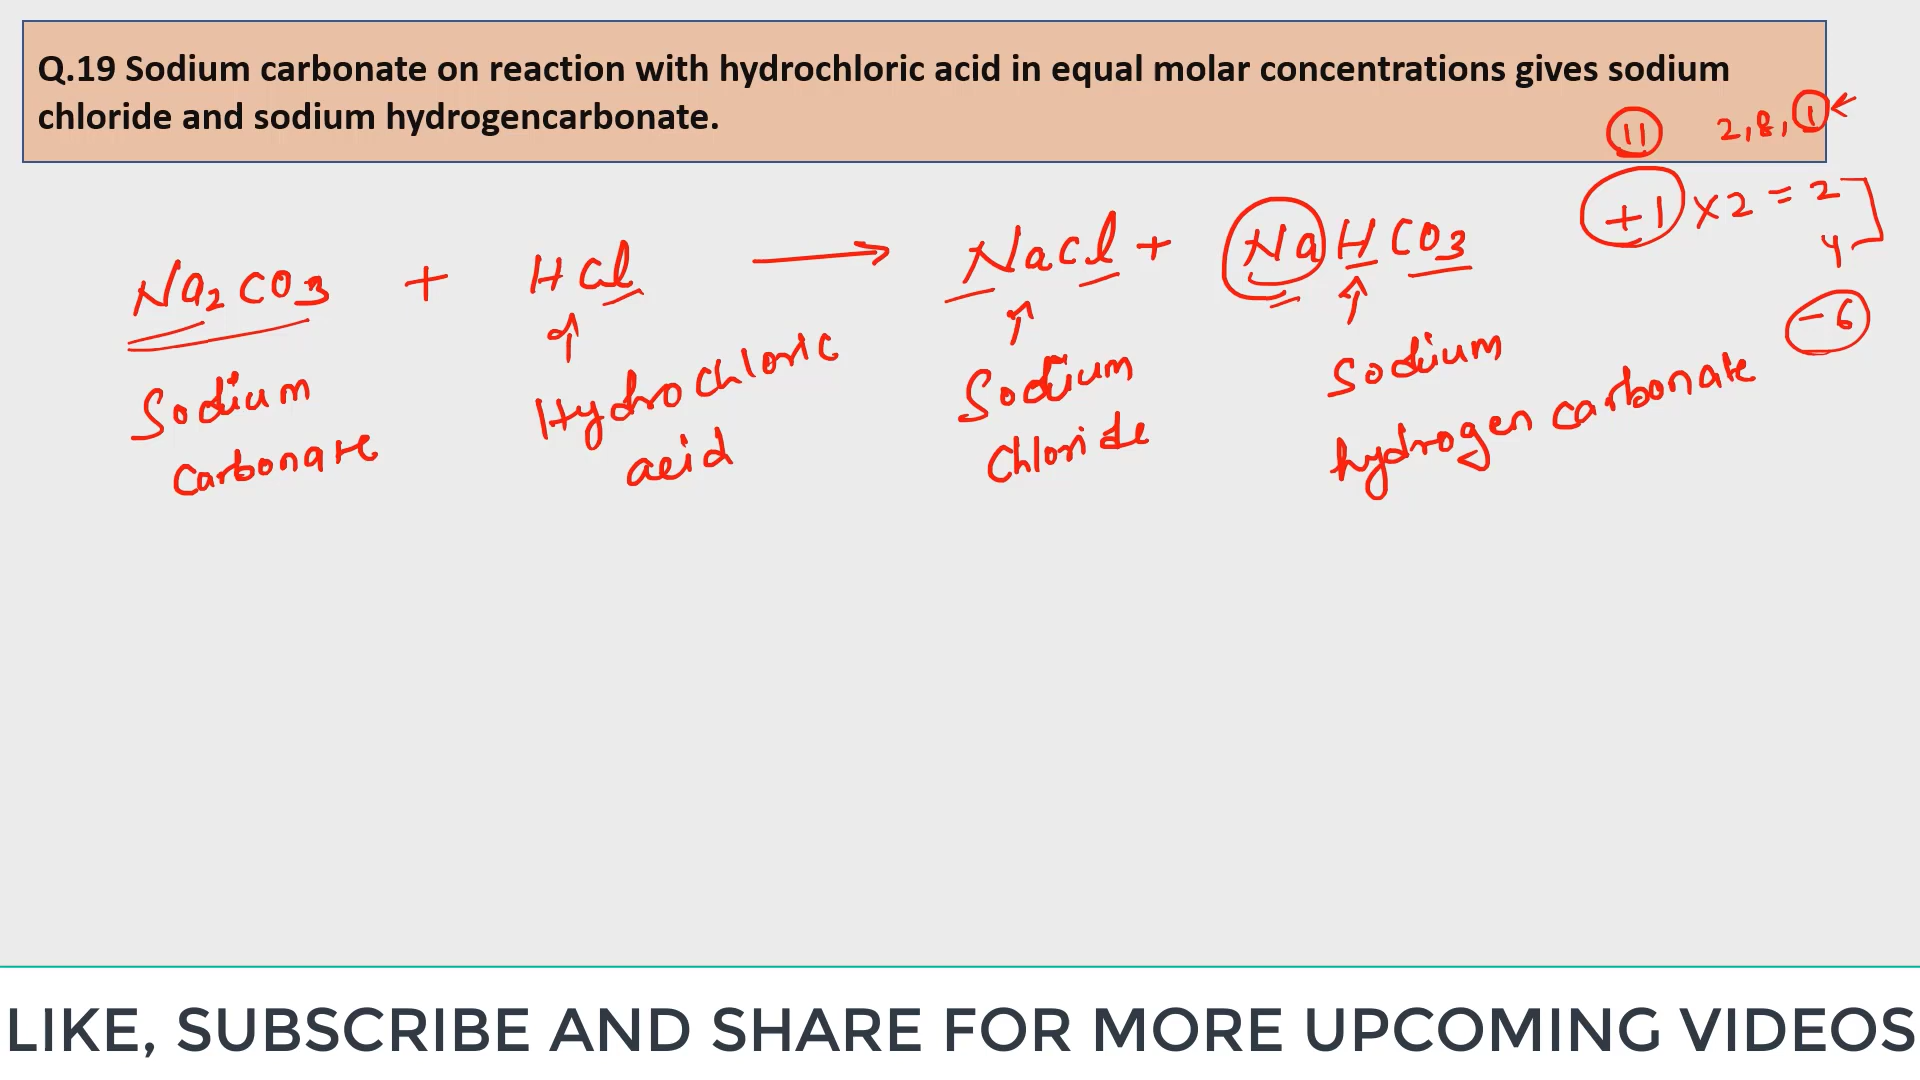 Q.19 Sodium carbonate on reaction with hydrochloric acid in equal molar concentrations gives sodium
chloride and sodium hydrogencarbonate.
11 2,8,1
+1 x 2 = 2
4
-6
Na₂CO₃ + HCl ⟶ NaCl + NaHCO₃
Sodium carbonate
Hydrochloric acid
Sodium chloride
Sodium hydrogen carbonate
LIKE, SUBSCRIBE AND SHARE FOR MORE UPCOMING VIDEOS